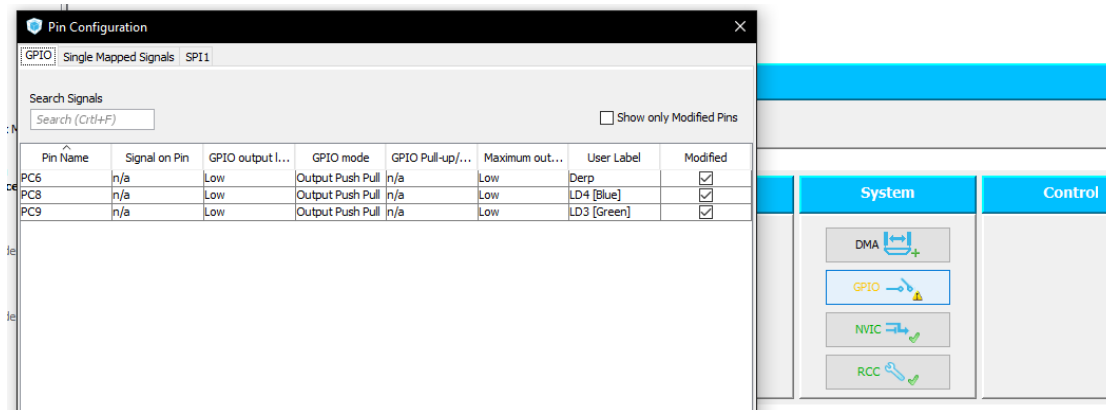 Pin Configuration
GPIO Single Mapped Signals SPI1
Search Signals
Search (Crtl+F)
Show only Modified Pins
Pin Name Signal on Pin GPIO output l... GPIO mode GPIO Pull-up/... Maximum out... User Label Modified
PC6 n/a Low Output Push Pull n/a Low Derp
PC8 n/a Low Output Push Pull n/a Low LD4 [Blue]
PC9 n/a Low Output Push Pull n/a Low LD3 [Green]
System
Control
DMA
GPIO
NVIC
RCC